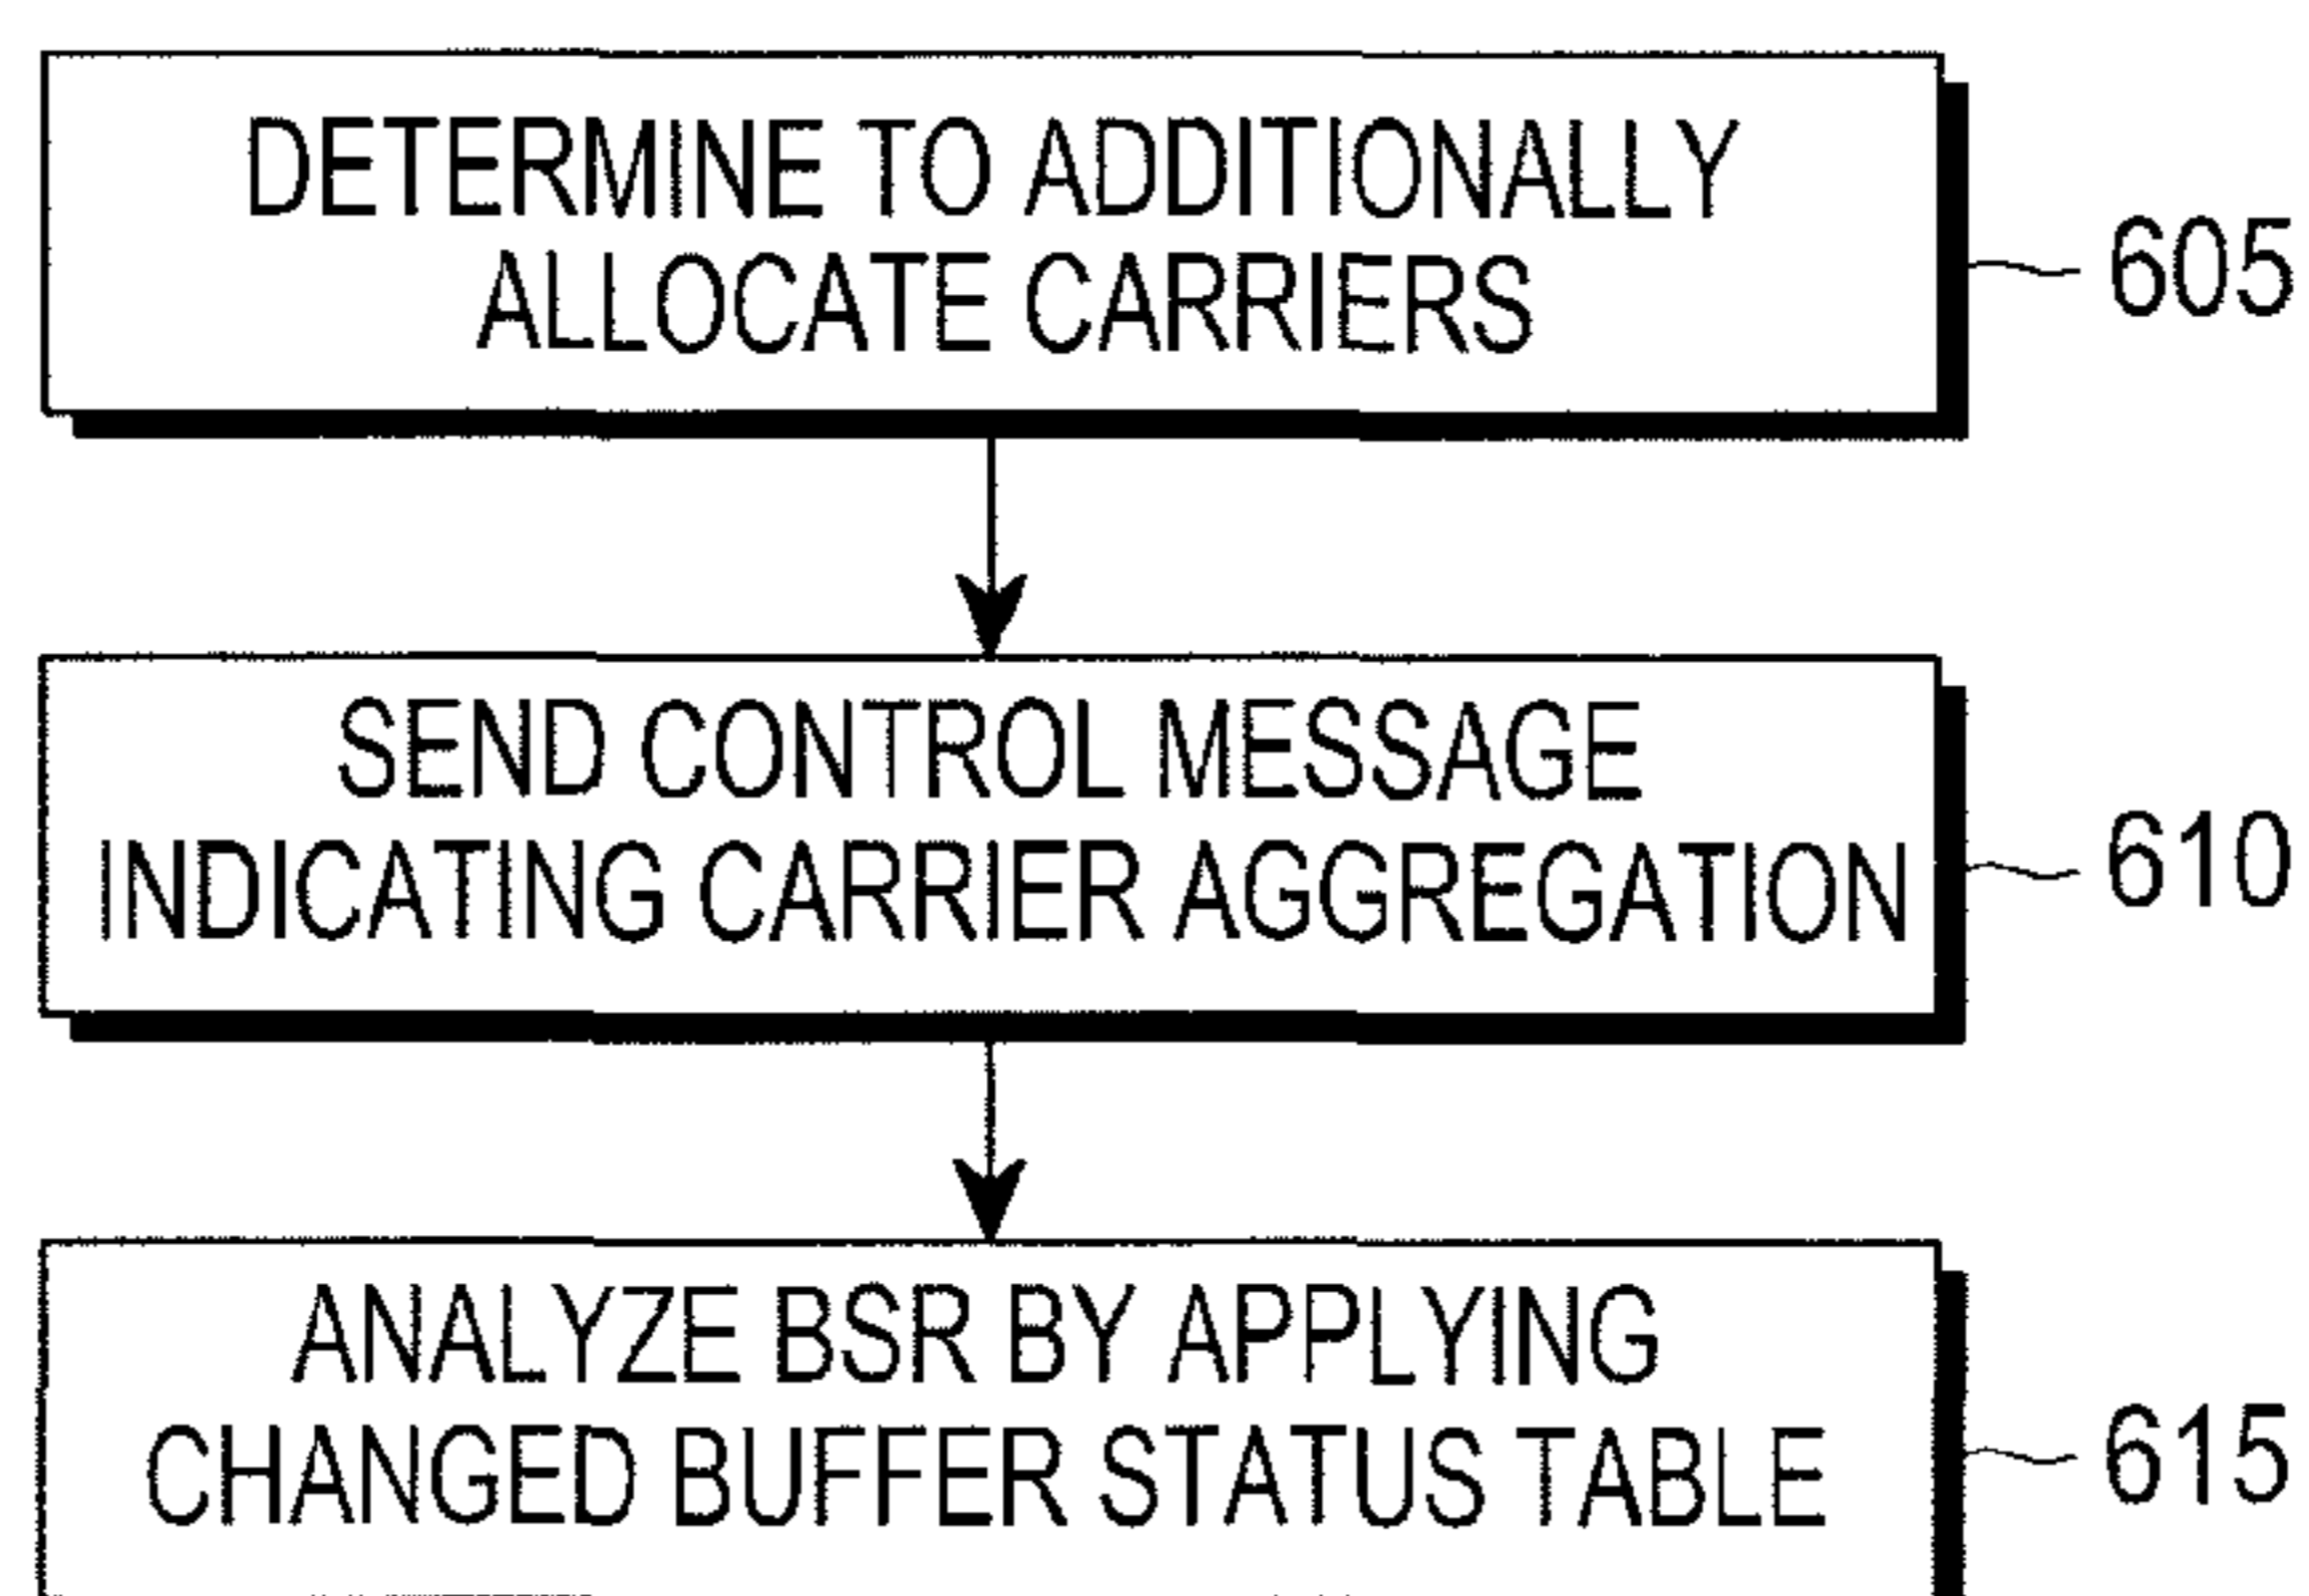 DETERMINE TO ADDITIONALLY
ALLOCATE CARRIERS
605
SEND CONTROL MESSAGE
INDICATING CARRIER AGGREGATION
610
ANALYZE BSR BY APPLYING
CHANGED BUFFER STATUS TABLE
615